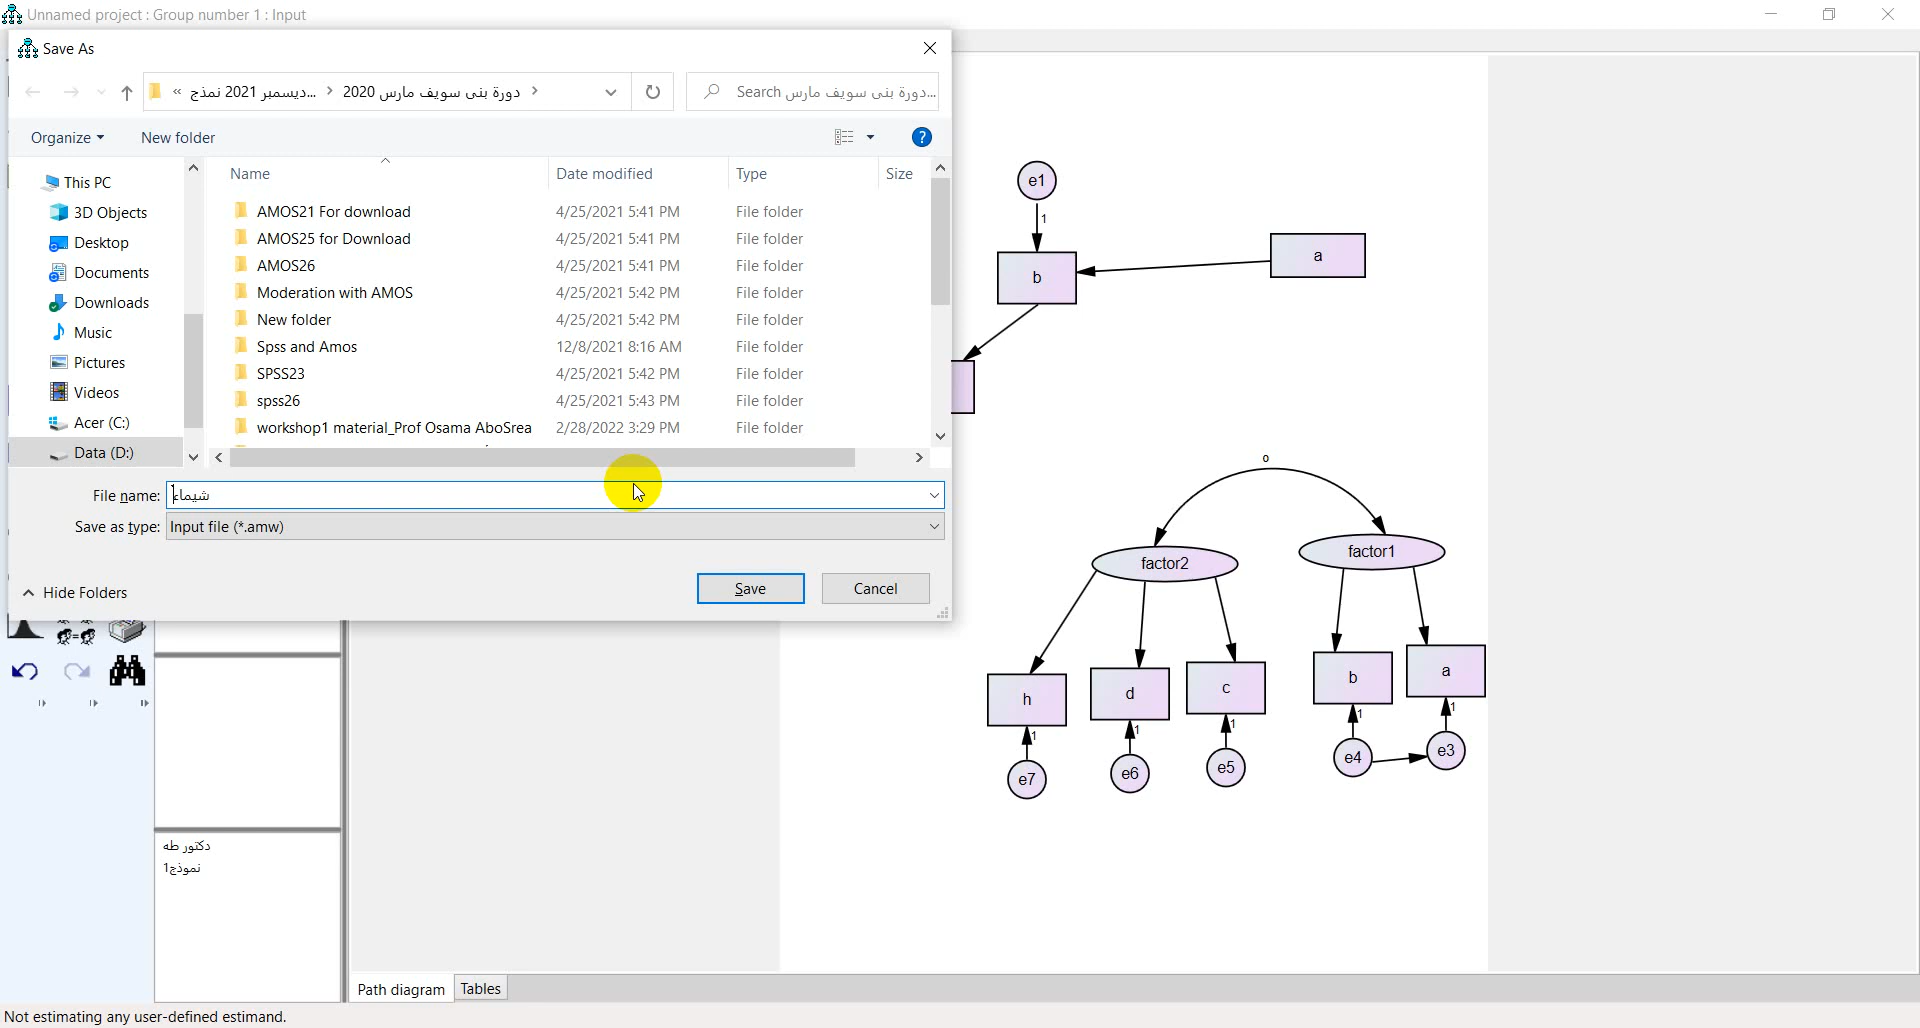 Unnamed project : Group number 1 : Input
Save As
« ديسمبر 2021 نمذج... › دورة بنى سويف مارس 2020 ›
Search دورة بنى سويف مارس...
Organize
New folder
Name Date modified Type Size
This PC
3D Objects
Desktop
Documents
Downloads
Music
Pictures
Videos
Acer (C:)
Data (D:)
AMOS21 For download 4/25/2021 5:41 PM File folder
AMOS25 for Download 4/25/2021 5:41 PM File folder
AMOS26 4/25/2021 5:41 PM File folder
Moderation with AMOS 4/25/2021 5:42 PM File folder
New folder 4/25/2021 5:42 PM File folder
Spss and Amos 12/8/2021 8:16 AM File folder
SPSS23 4/25/2021 5:42 PM File folder
spss26 4/25/2021 5:43 PM File folder
workshop1 material_Prof Osama AboSrea 2/28/2022 3:29 PM File folder
File name: شيماء
Save as type: Input file (*.amw)
Hide Folders
Save
Cancel
e1
1
b
a
o
factor2
factor1
h
d
c
b
a
1
1
1
1
1
e7
e6
e5
e4
e3
دكتور طه
نموذج1
Path diagram
Tables
Not estimating any user-defined estimand.